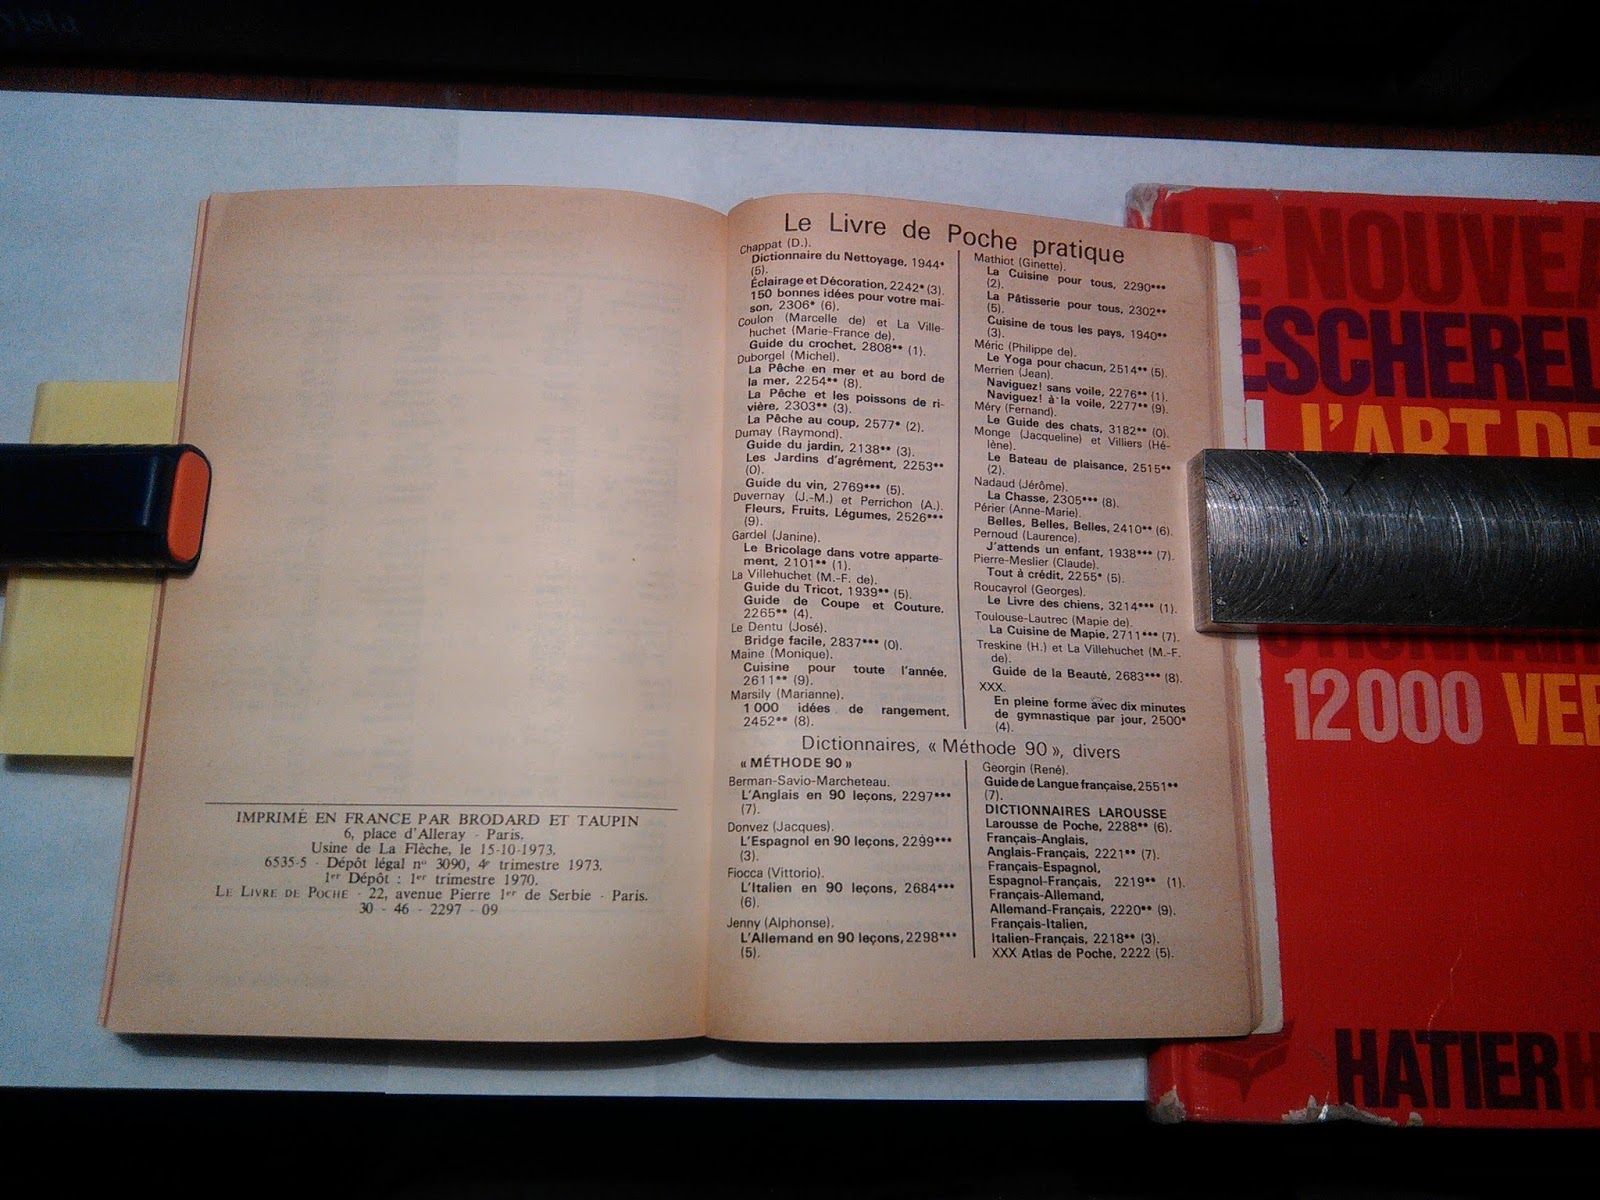 IMPRIMÉ EN FRANCE PAR BRODARD ET TAUPIN
6, place d'Alleray - Paris.
Usine de La Flèche, le 15-10-1973.
6535-5 - Dépôt légal nº 3090, 4e trimestre 1973.
1er Dépôt : 1er trimestre 1970.
LE LIVRE DE POCHE - 22, avenue Pierre 1er de Serbie - Paris.
30 - 46 - 2297 - 09
Le Livre de Poche pratique
Chappat (D.).
Dictionnaire du Nettoyage, 1944*
(5).
Éclairage et Décoration, 2242* (3).
150 bonnes idées pour votre mai-
son, 2306* (6).
Coulon (Marcelle de) et La Ville-
huchet (Marie-France de).
Guide du crochet, 2808** (1).
Duborgel (Michel).
La Pêche en mer et au bord de
la mer, 2254** (8).
La Pêche et les poissons de ri-
vière, 2303** (3).
La Pêche au coup, 2577* (2).
Dumay (Raymond).
Guide du jardin, 2138** (3).
Les Jardins d'agrément, 2253**
(0).
Guide du vin, 2769*** (5).
Duvernay (J.-M.) et Perrichon (A.).
Fleurs, Fruits, Légumes, 2526***
(9).
Gardel (Janine).
Le Bricolage dans votre apparte-
ment, 2101** (1).
La Villehuchet (M.-F. de).
Guide du Tricot, 1939** (5).
Guide de Coupe et Couture,
2265** (4).
Le Dentu (José).
Bridge facile, 2837*** (0).
Maine (Monique).
Cuisine pour toute l'année,
2611** (9).
Marsily (Marianne).
1 000 idées de rangement,
2452** (8).
Mathiot (Ginette).
La Cuisine pour tous, 2290***
(2).
La Pâtisserie pour tous, 2302**
(5).
Cuisine de tous les pays, 1940**
(3).
Méric (Philippe de).
Le Yoga pour chacun, 2514** (5).
Merrien (Jean).
Naviguez! sans voile, 2276** (1).
Naviguez! à la voile, 2277** (9).
Méry (Fernand).
Le Guide des chats, 3182** (0).
Monge (Jacqueline) et Villiers (Hé-
lène).
Le Bateau de plaisance, 2515**
(2).
Nadaud (Jérôme).
La Chasse, 2305*** (8).
Périer (Anne-Marie).
Belles, Belles, Belles, 2410** (6).
Pernoud (Laurence).
J'attends un enfant, 1938*** (7).
Pierre-Meslier (Claude).
Tout à crédit, 2255* (5).
Roucayrol (Georges).
Le Livre des chiens, 3214*** (1).
Toulouse-Lautrec (Mapie de).
La Cuisine de Mapie, 2711*** (7).
Treskine (H.) et La Villehuchet (M.-F.
de).
Guide de la Beauté, 2683*** (8).
XXX.
En pleine forme avec dix minutes
de gymnastique par jour, 2500*
(4).
Dictionnaires, « Méthode 90 », divers
« MÉTHODE 90 »
Berman-Savio-Marcheteau.
L'Anglais en 90 leçons, 2297***
(7).
Donvez (Jacques).
L'Espagnol en 90 leçons, 2299***
(3).
Fiocca (Vittorio).
L'Italien en 90 leçons, 2684***
(6).
Jenny (Alphonse).
L'Allemand en 90 leçons, 2298***
(5).
Georgin (René).
Guide de Langue française, 2551**
(7).
DICTIONNAIRES LAROUSSE
Larousse de Poche, 2288** (6).
Français-Anglais,
Anglais-Français, 2221** (7).
Français-Espagnol,
Espagnol-Français, 2219** (1).
Français-Allemand,
Allemand-Français, 2220** (9).
Français-Italien,
Italien-Français, 2218** (3).
XXX Atlas de Poche, 2222 (5).
LE NOUVEA
ESCHEREL
L'ART DE
12000 VER
HATIER H